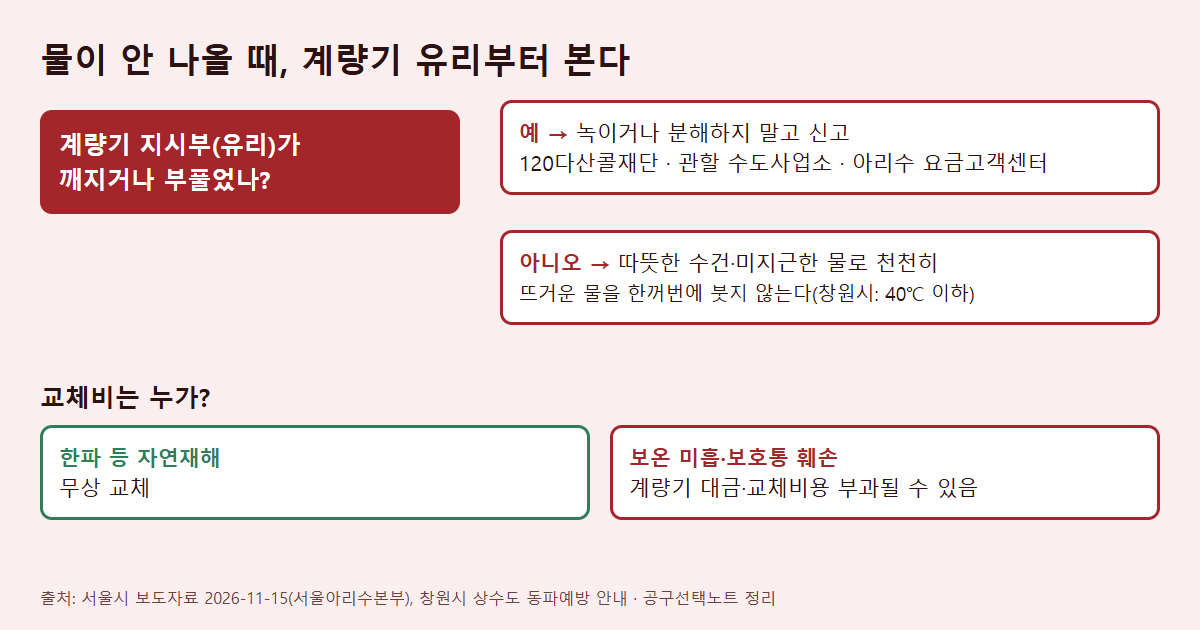 물이 안 나올 때, 계량기 유리부터 본다
계량기 지시부(유리)가
깨지거나 부풀었나?
예 → 녹이거나 분해하지 말고 신고
120다산콜재단 · 관할 수도사업소 · 아리수 요금고객센터
아니오 → 따뜻한 수건·미지근한 물로 천천히
뜨거운 물을 한꺼번에 붓지 않는다(창원시: 40℃ 이하)
교체비는 누가?
한파 등 자연재해
무상 교체
보온 미흡·보호통 훼손
계량기 대금·교체비용 부과될 수 있음
출처: 서울시 보도자료 2026-11-15(서울아리수본부), 창원시 상수도 동파예방 안내 · 공구선택노트 정리